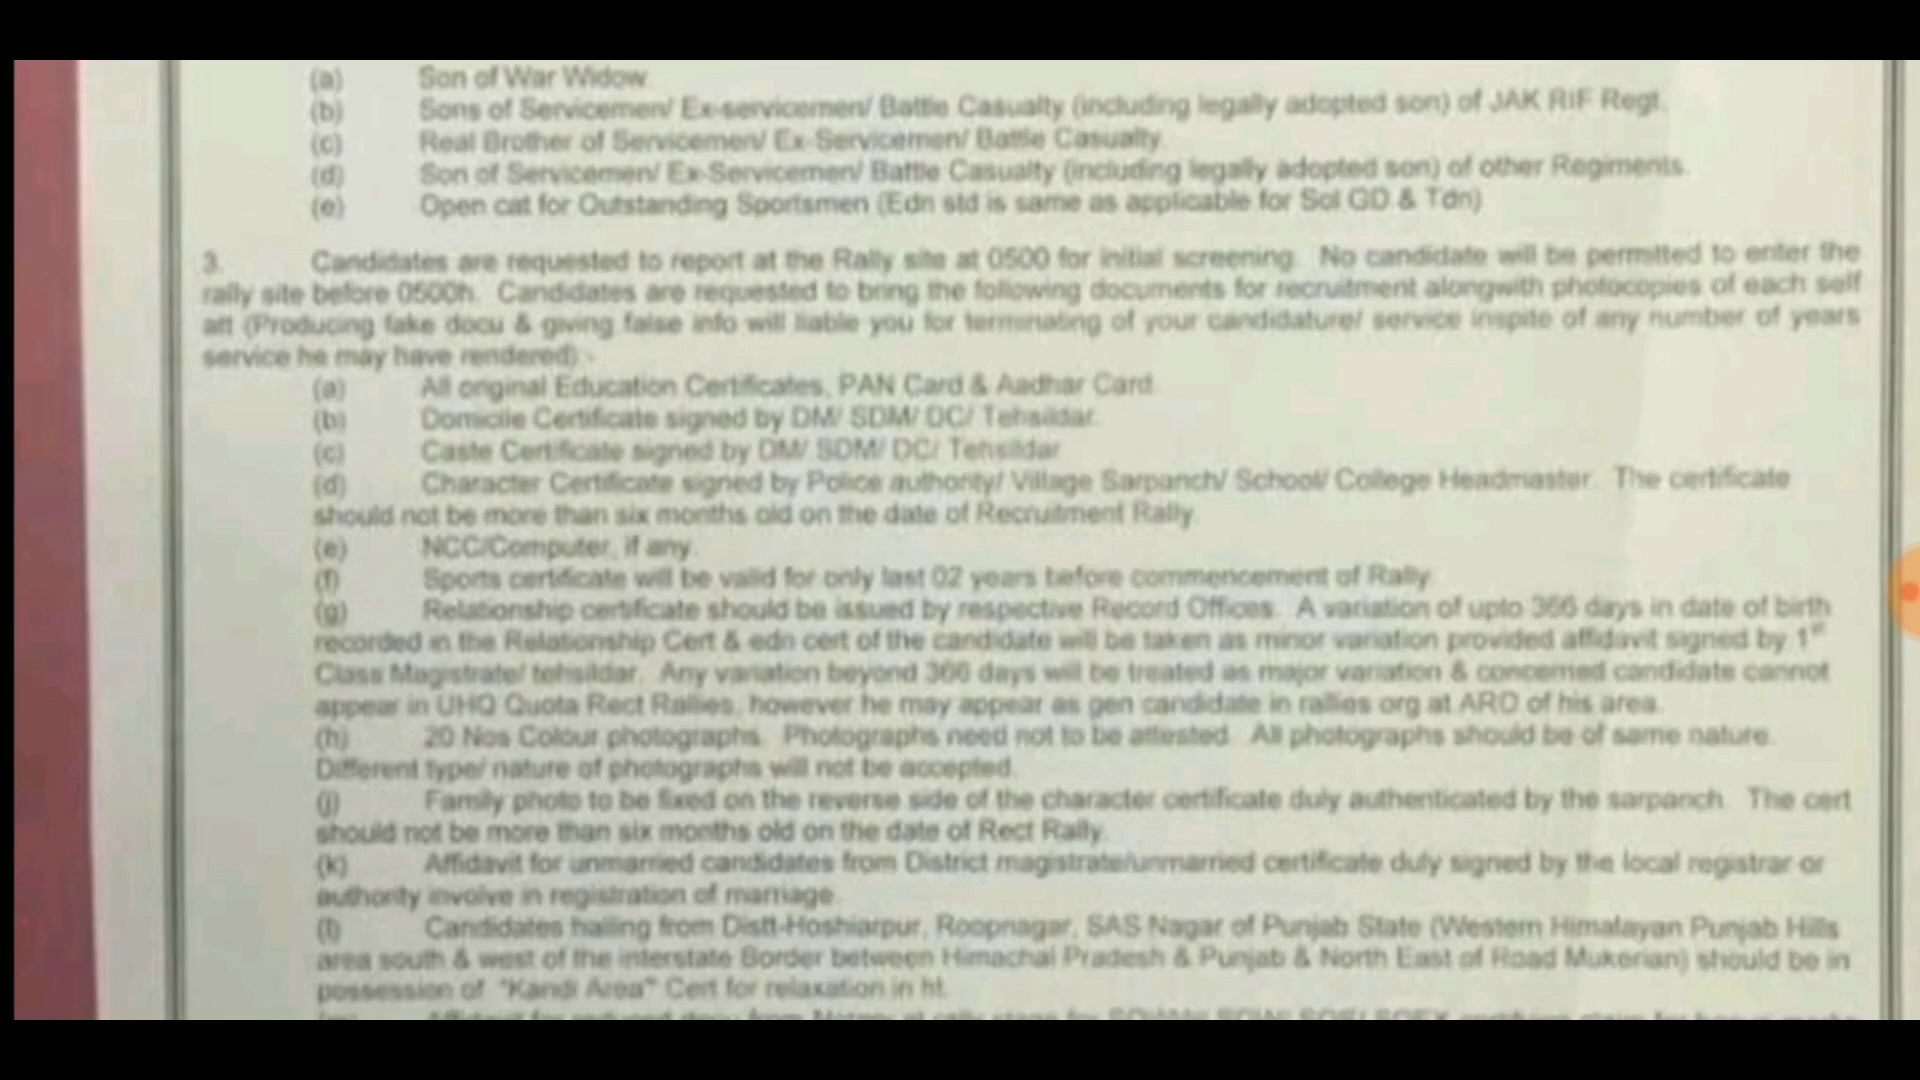 (a) Son of War Widow.
(b) Sons of Servicemen/ Ex-servicemen/ Battle Casualty (including legally adopted son) of JAK RIF Regt.
(c) Real Brother of Servicemen/ Ex-Servicemen/ Battle Casualty.
(d) Son of Servicemen/ Ex-Servicemen/ Battle Casualty (including legally adopted son) of other Regiments.
(e) Open cat for Outstanding Sportsmen (Edn std is same as applicable for Sol GD & Tdn)
3. Candidates are requested to report at the Rally site at 0500 for initial screening. No candidate will be permitted to enter the
rally site before 0500h. Candidates are requested to bring the following documents for recruitment alongwith photocopies of each self
att (Producing fake docu & giving false info will liable you for terminating of your candidature/ service inspite of any number of years
service he may have rendered):-
(a) All original Education Certificates, PAN Card & Aadhar Card.
(b) Domicile Certificate signed by DM/ SDM/ DC/ Tehsildar.
(c) Caste Certificate signed by DM/ SDM/ DC/ Tehsildar
(d) Character Certificate signed by Police authority/ Village Sarpanch/ School/ College Headmaster. The certificate
should not be more than six months old on the date of Recruitment Rally.
(e) NCC/Computer, if any.
(f) Sports certificate will be valid for only last 02 years before commencement of Rally.
(g) Relationship certificate should be issued by respective Record Offices. A variation of upto 366 days in date of birth
recorded in the Relationship Cert & edn cert of the candidate will be taken as minor variation provided affidavit signed by 1st
Class Magistrate/ tehsildar. Any variation beyond 366 days will be treated as major variation & concerned candidate cannot
appear in UHQ Quota Rect Rallies, however he may appear as gen candidate in rallies org at ARO of his area.
(h) 20 Nos Colour photographs. Photographs need not to be attested. All photographs should be of same nature.
Different type/ nature of photographs will not be accepted.
(j) Family photo to be fixed on the reverse side of the character certificate duly authenticated by the sarpanch. The cert
should not be more than six months old on the date of Rect Rally.
(k) Affidavit for unmarried candidates from District magistrate/unmarried certificate duly signed by the local registrar or
authority involve in registration of marriage.
(l) Candidates hailing from Distt-Hoshiarpur, Roopnagar, SAS Nagar of Punjab State (Western Himalayan Punjab Hills
area south & west of the interstate Border between Himachal Pradesh & Punjab & North East of Road Mukerian) should be in
possession of "Kandi Area" Cert for relaxation in ht.